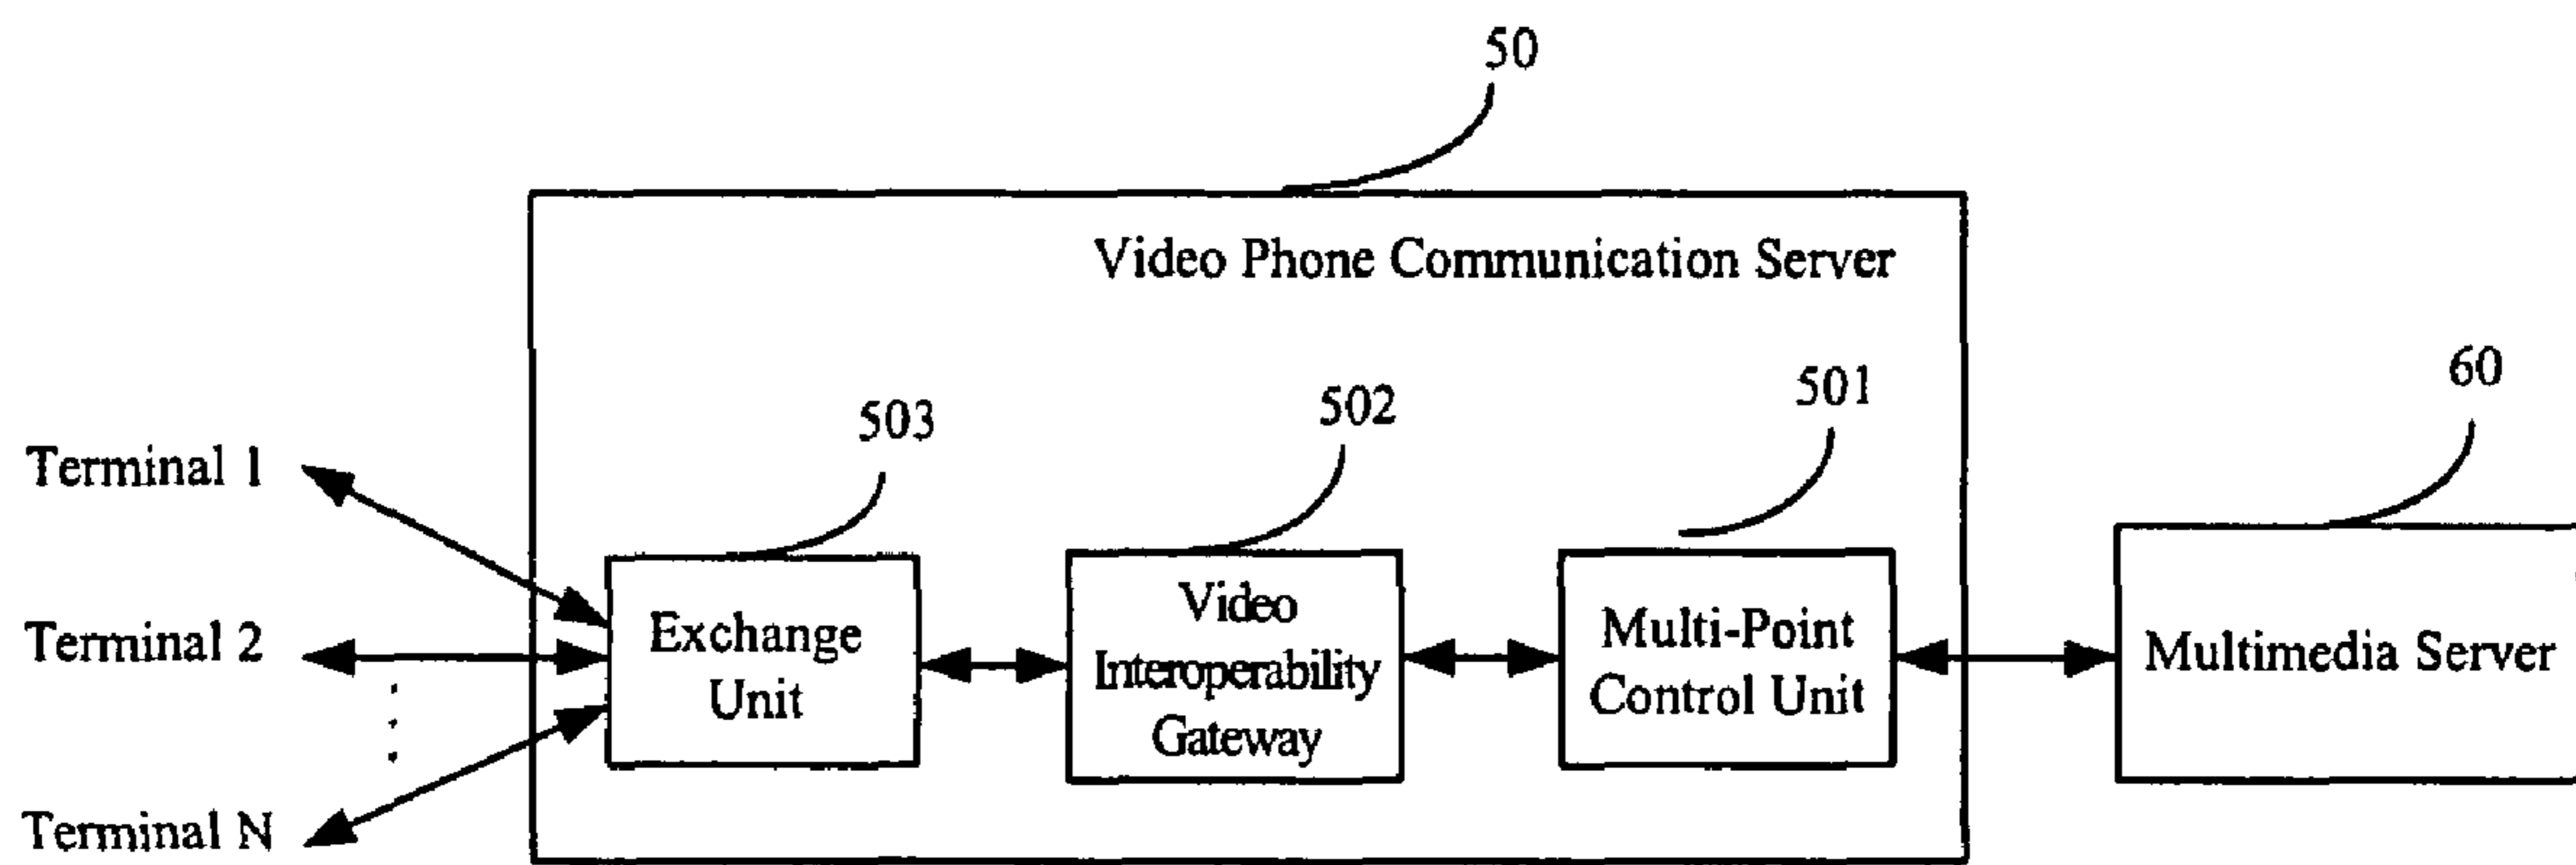 50
Video Phone Communication Server
60
501
502
503
Terminal 1
Terminal 2
Terminal N
Exchange
Unit
Video
Interoperability
Gateway
Multi-Point
Control Unit
Multimedia Server